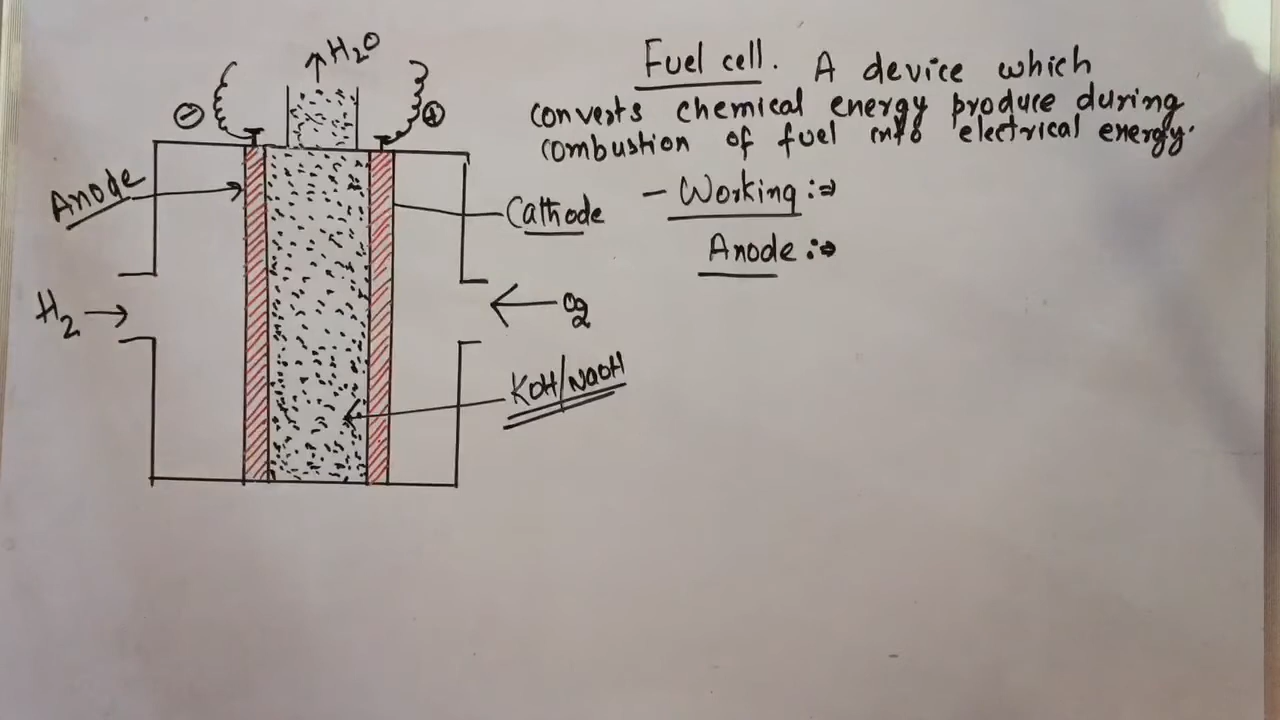 H₂O
⊖
⊕
Anode
Cathode
H₂ →
← O₂
KOH/NaOH
Fuel cell. A device which
converts chemical energy produce during
combustion of fuel into electrical energy.
- Working :⇒
Anode :⇒